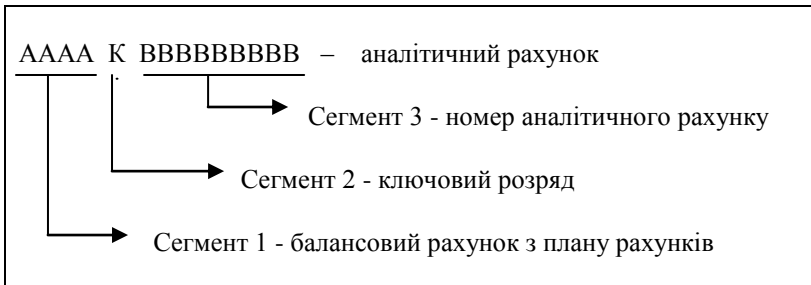 АААА К ВВВВВВВВВ – аналітичний рахунок
Сегмент 3 - номер аналітичного рахунку
Сегмент 2 - ключовий розряд
Сегмент 1 - балансовий рахунок з плану рахунків